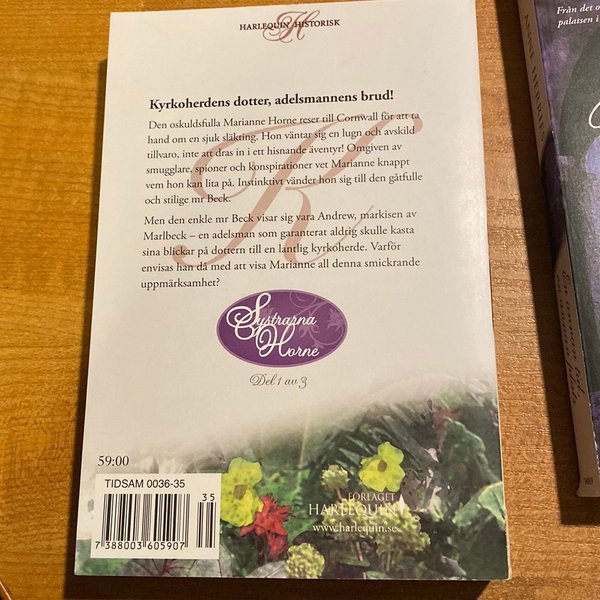 HARLEQUIN HISTORISK
Kyrkoherdens dotter, adelsmannens brud!
Den oskuldsfulla Marianne Horne reser till Cornwall för att ta
hand om en sjuk släkting. Hon väntar sig en lugn och avskild
tillvaro, inte att dras in i ett hisnande äventyr! Omgiven av
smugglare, spioner och konspirationer vet Marianne knappt
vem hon kan lita på. Instinktivt vänder hon sig till den gåtfulle
och stilige mr Beck.
Men den enkle mr Beck visar sig vara Andrew, markisen av
Marlbeck – en adelsman som garanterat aldrig skulle kasta
sina blickar på dottern till en lantlig kyrkoherde. Varför
envisas han då med att visa Marianne all denna smickrande
uppmärksamhet?
Systrarna
Horne
Del 1 av 3
59:00
TIDSAM 0036-35
35
7 388003 605907
FÖRLAGET
HARLEQUIN
www.harlequin.se
Från det o
palatsen i